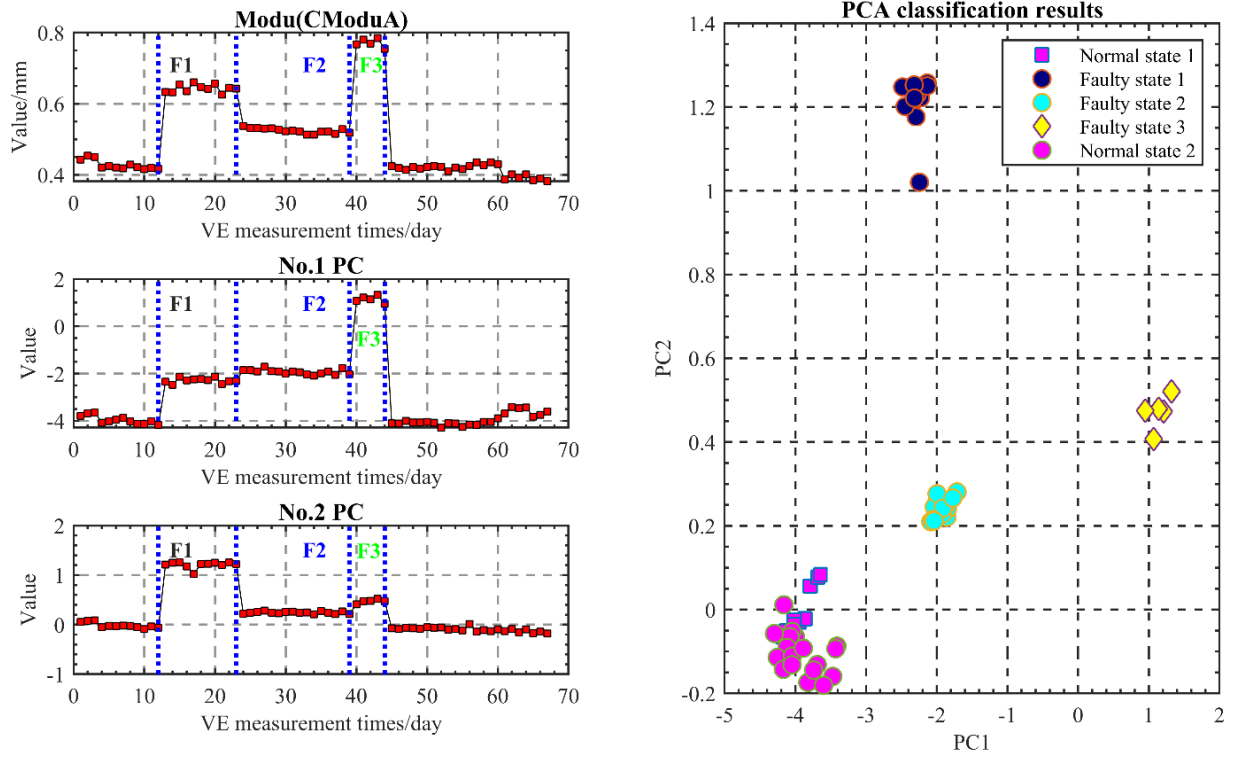 Modu(CModuA)
0.8
0.6
0.4
Value/mm
F1
F2
F3
0 10 20 30 40 50 60 70
VE measurement times/day
No.1 PC
2
0
-2
-4
Value
F1
F2
F3
0 10 20 30 40 50 60 70
VE measurement times/day
No.2 PC
2
1
0
-1
Value
F1
F2
F3
0 10 20 30 40 50 60 70
VE measurement times/day
PCA classification results
1.4
1.2
1
0.8
0.6
0.4
0.2
0
-0.2
PC2
Normal state 1
Faulty state 1
Faulty state 2
Faulty state 3
Normal state 2
-5 -4 -3 -2 -1 0 1 2
PC1